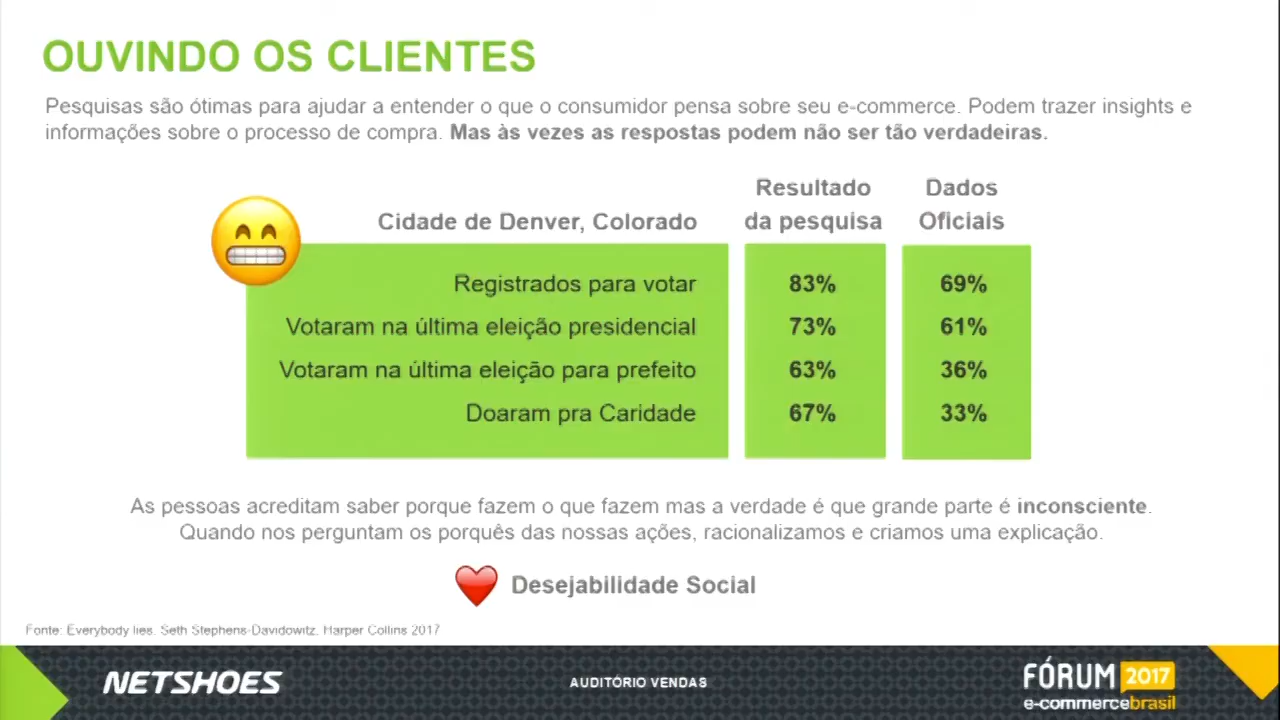 OUVINDO OS CLIENTES
Pesquisas são ótimas para ajudar a entender o que o consumidor pensa sobre seu e-commerce. Podem trazer insights e
informações sobre o processo de compra. Mas às vezes as respostas podem não ser tão verdadeiras.
Cidade de Denver, Colorado
Resultado
da pesquisa
Dados
Oficiais
Registrados para votar 83% 69%
Votaram na última eleição presidencial 73% 61%
Votaram na última eleição para prefeito 63% 36%
Doaram pra Caridade 67% 33%
As pessoas acreditam saber porque fazem o que fazem mas a verdade é que grande parte é inconsciente.
Quando nos perguntam os porquês das nossas ações, racionalizamos e criamos uma explicação.
Desejabilidade Social
Fonte: Everybody lies. Seth Stephens-Davidowitz. Harper Collins 2017
NETSHOES
AUDITÓRIO VENDAS
FÓRUM 2017
e-commercebrasil